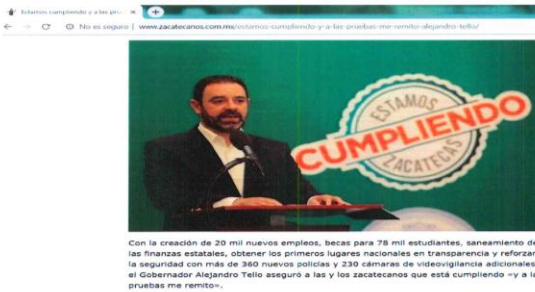 Estamos cumpliendo y a las pru
No es seguro | www.zacatecanos.com.mx/estamos-cumpliendo-y-a-las-pruebas-me-remito-alejandro-tello/
ESTAMOS
CUMPLIENDO
ZACATECAS
Con la creación de 20 mil nuevos empleos, becas para 78 mil estudiantes, saneamiento de
las finanzas estatales, obtener los primeros lugares nacionales en transparencia y reforzar
la seguridad con más de 360 nuevos policías y 230 cámaras de videovigilancia adicionales,
el Gobernador Alejandro Tello aseguró a las y los zacatecanos que está cumpliendo «y a la
pruebas me remito».